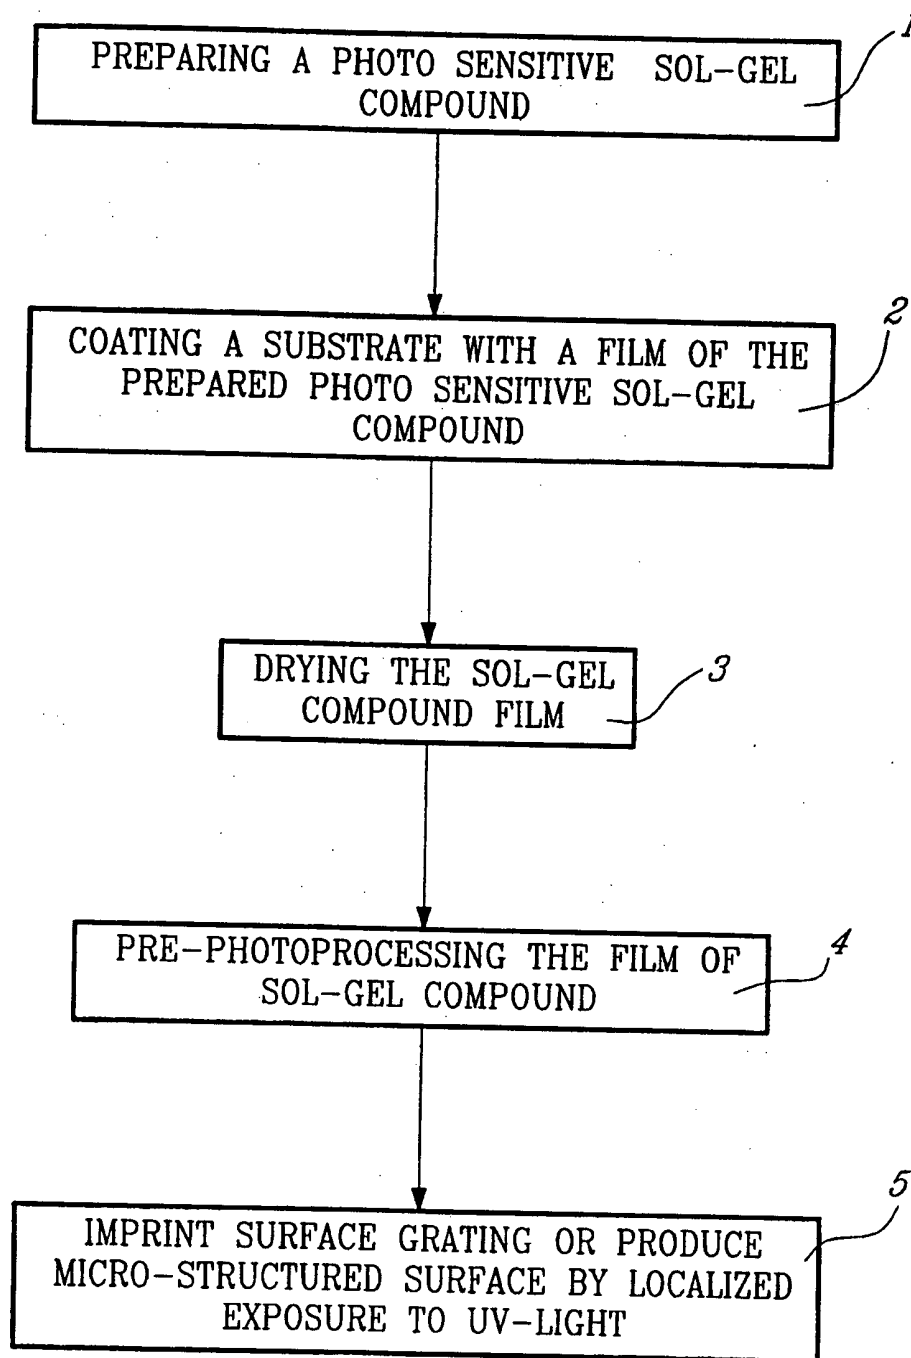 1
PREPARING A PHOTO SENSITIVE SOL-GEL
COMPOUND
2
COATING A SUBSTRATE WITH A FILM OF THE
PREPARED PHOTO SENSITIVE SOL-GEL
COMPOUND
3
DRYING THE SOL-GEL
COMPOUND FILM
4
PRE-PHOTOPROCESSING THE FILM OF
SOL-GEL COMPOUND
5
IMPRINT SURFACE GRATING OR PRODUCE
MICRO-STRUCTURED SURFACE BY LOCALIZED
EXPOSURE TO UV-LIGHT